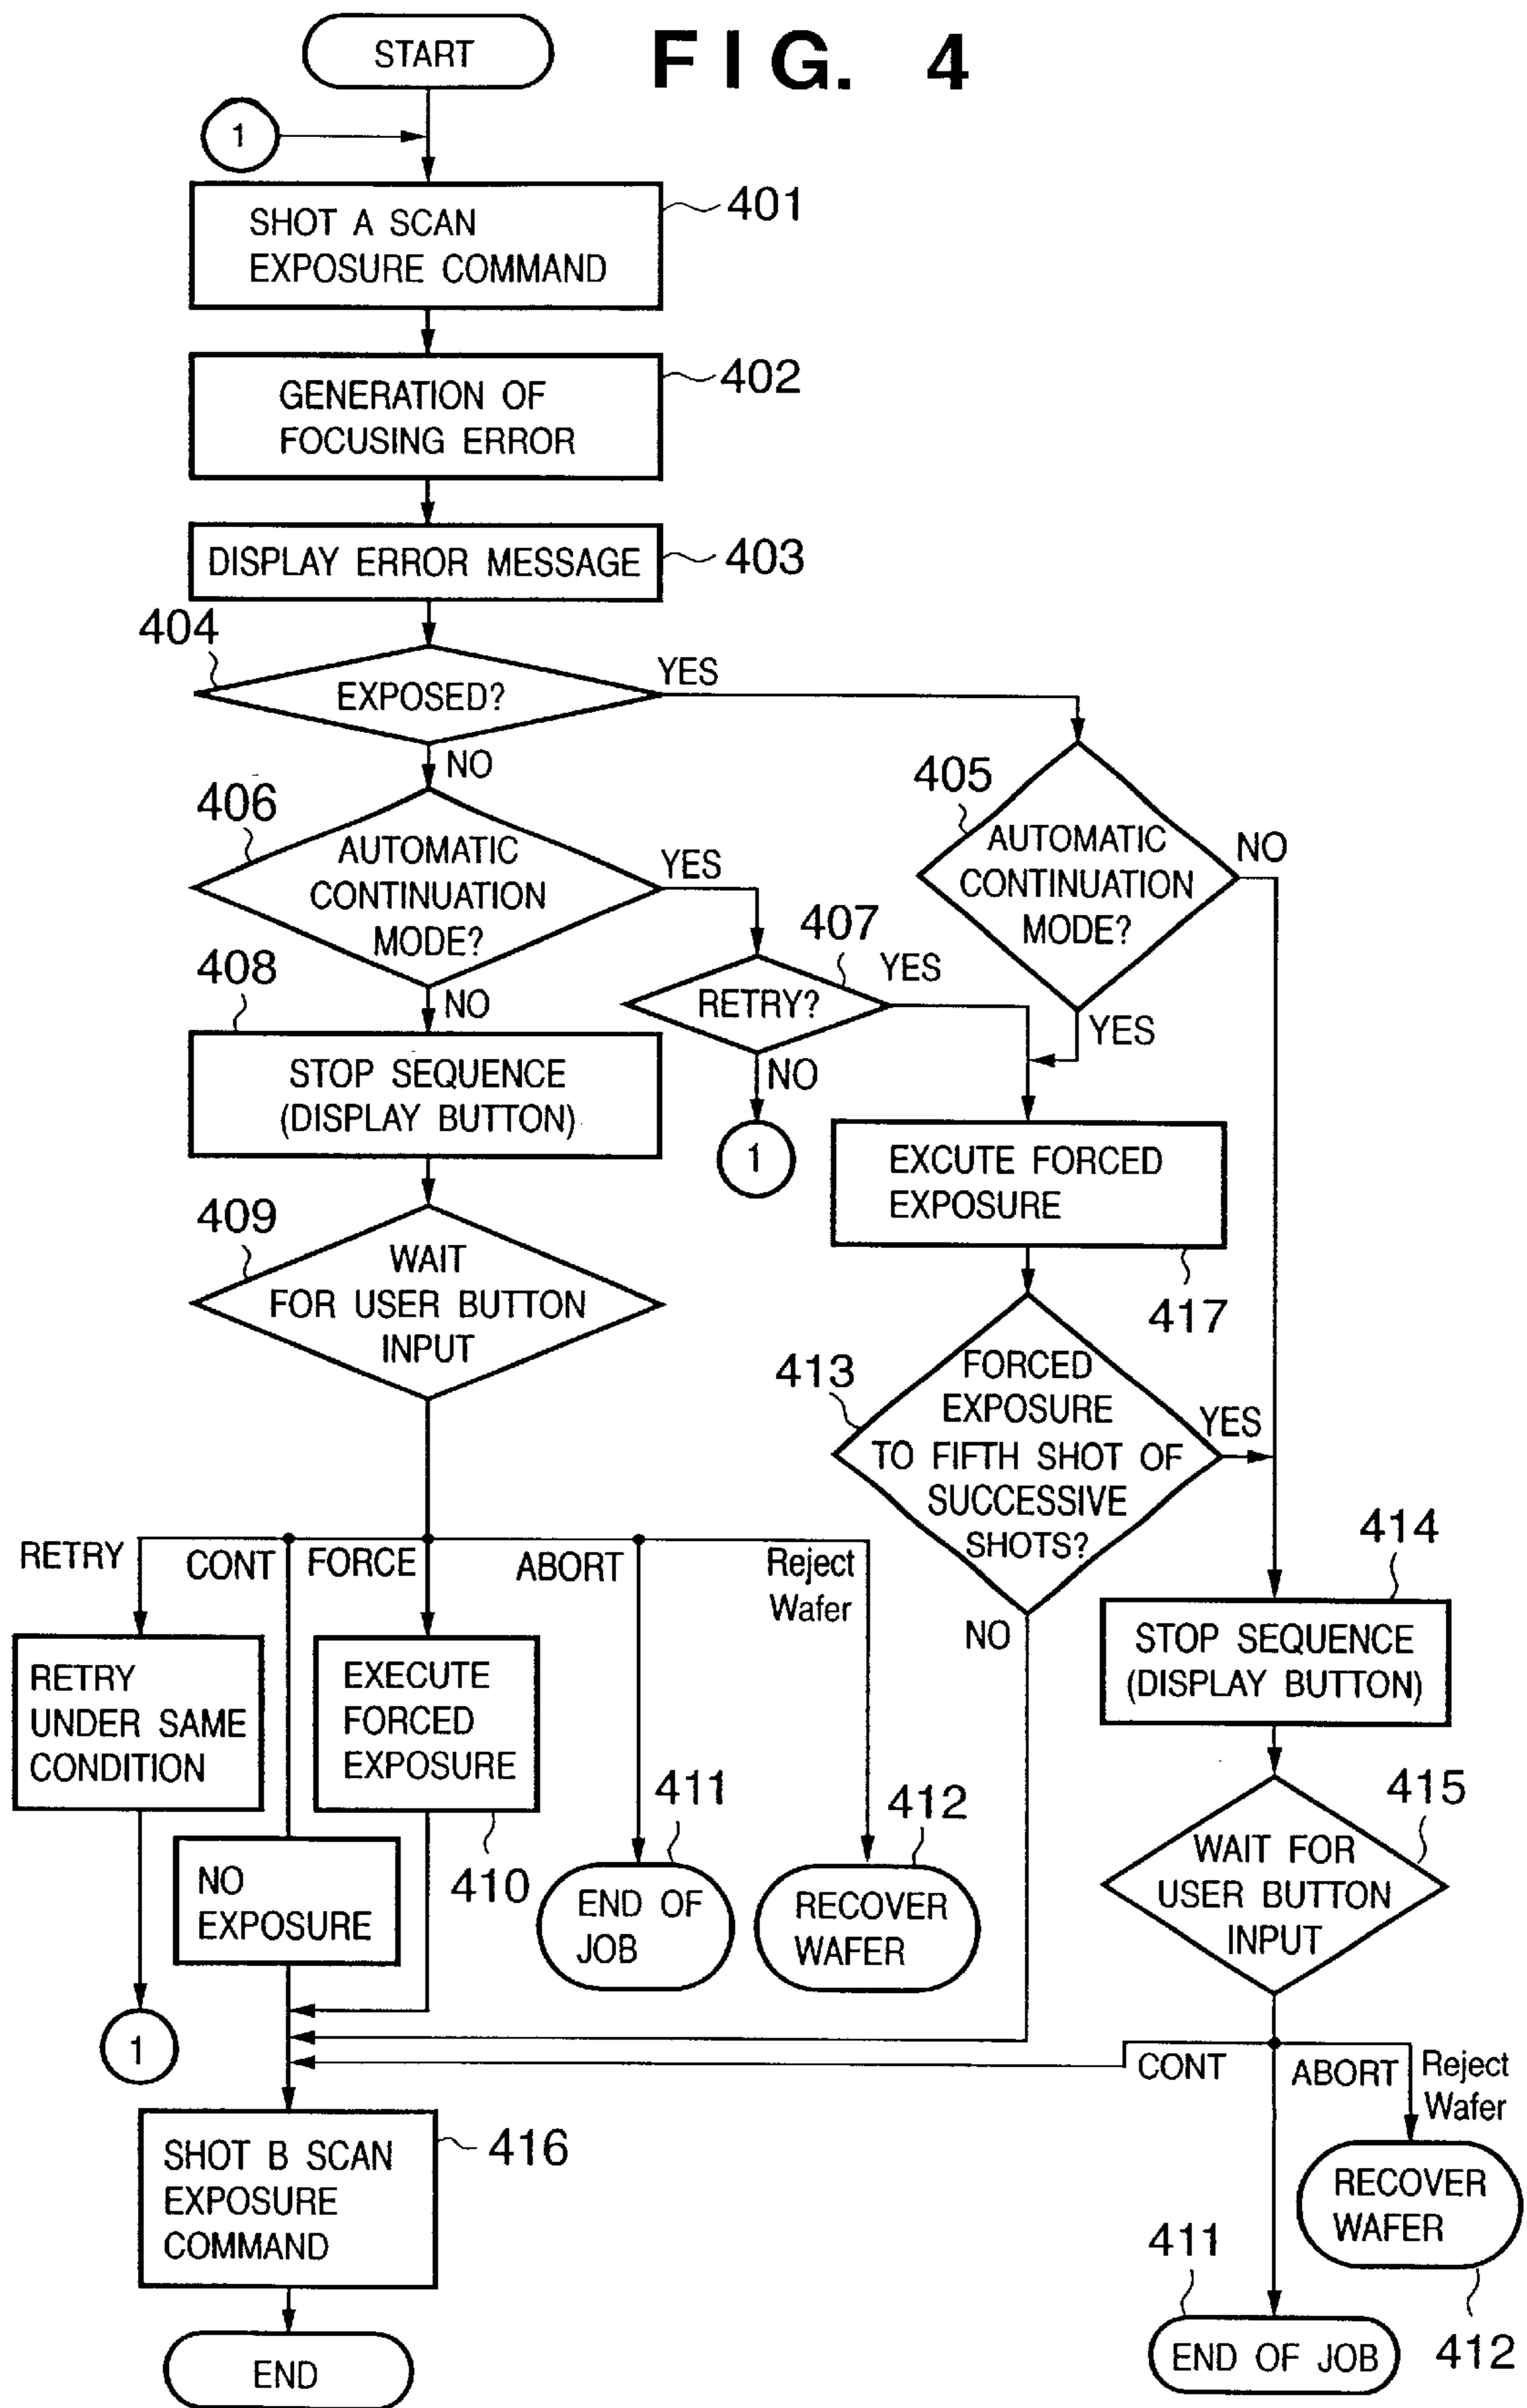 FIG. 4
START
1
SHOT A SCAN
EXPOSURE COMMAND
401
GENERATION OF
FOCUSING ERROR
402
DISPLAY ERROR MESSAGE
403
404
EXPOSED?
YES
NO
405
AUTOMATIC
CONTINUATION
MODE?
NO
YES
406
AUTOMATIC
CONTINUATION
MODE?
YES
NO
407
RETRY?
YES
NO
1
408
STOP SEQUENCE
(DISPLAY BUTTON)
EXCUTE FORCED
EXPOSURE
417
409
WAIT
FOR USER BUTTON
INPUT
413
FORCED
EXPOSURE
TO FIFTH SHOT OF
SUCCESSIVE
SHOTS?
YES
NO
RETRY
CONT
FORCE
ABORT
Reject
Wafer
RETRY
UNDER SAME
CONDITION
NO
EXPOSURE
EXECUTE
FORCED
EXPOSURE
410
411
END OF
JOB
412
RECOVER
WAFER
1
414
STOP SEQUENCE
(DISPLAY BUTTON)
415
WAIT FOR
USER BUTTON
INPUT
CONT
ABORT
Reject
Wafer
SHOT B SCAN
EXPOSURE
COMMAND
416
END
RECOVER
WAFER
412
411
END OF JOB